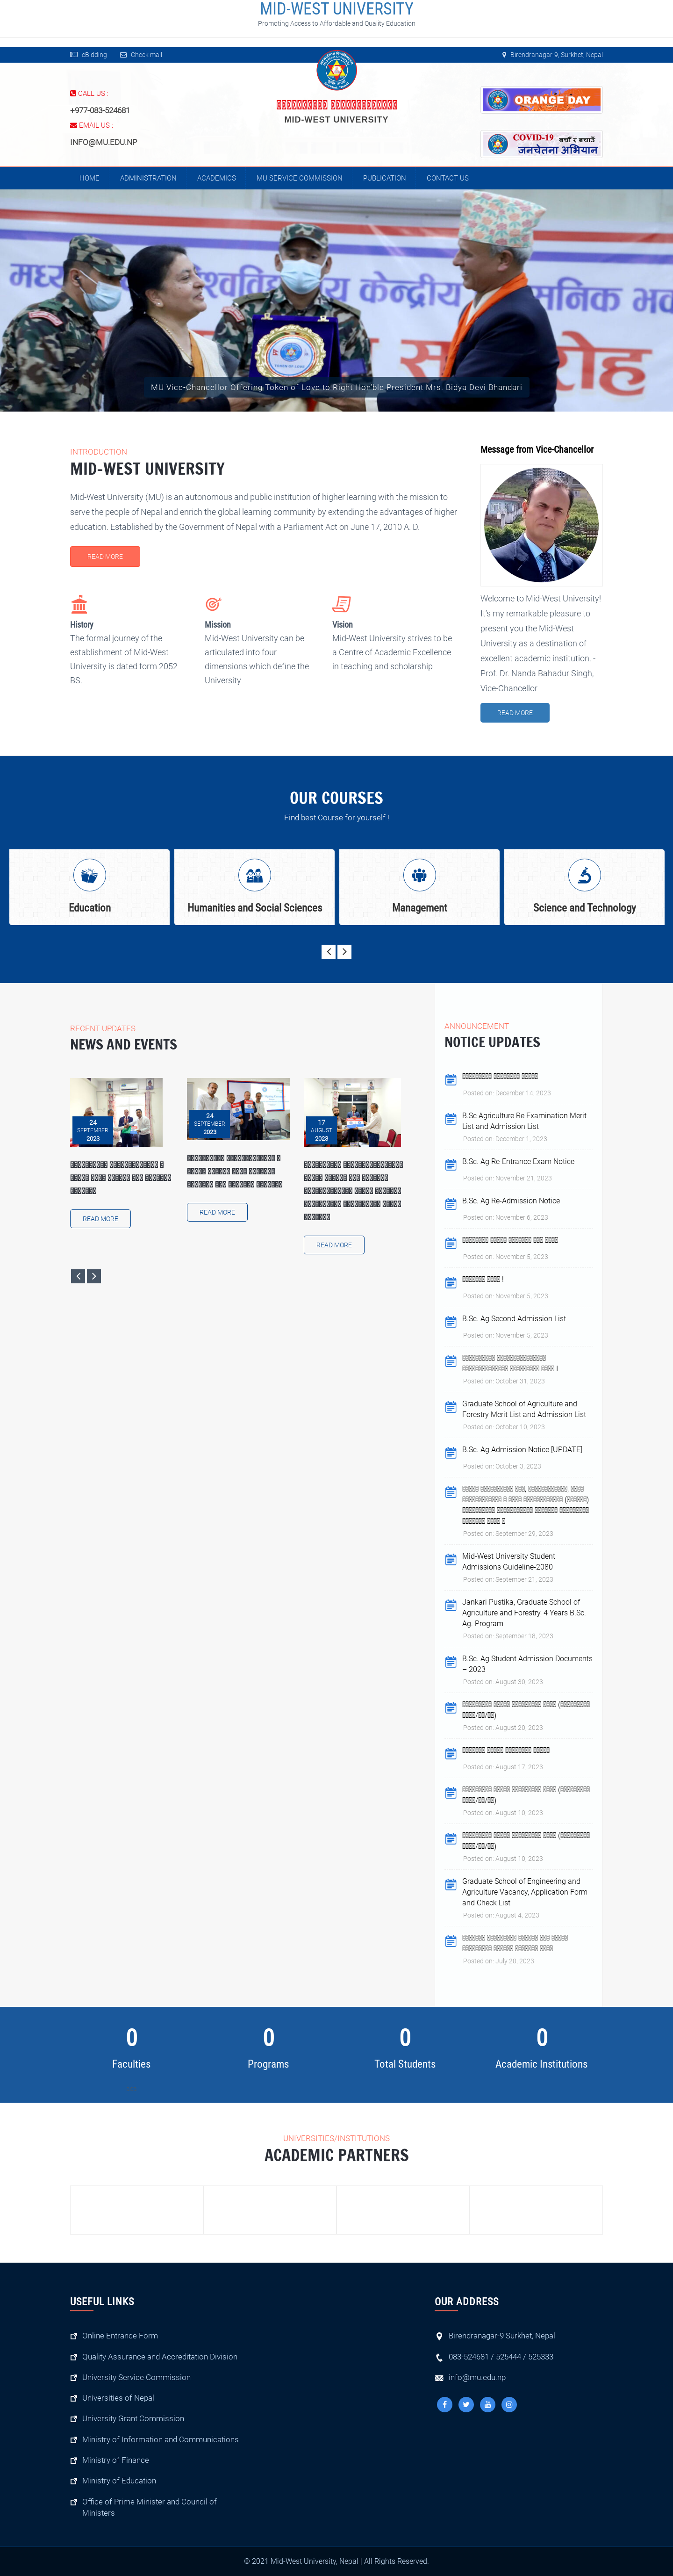 MID-WEST UNIVERSITY
Promoting Access to Affordable and Quality Education
eBidding
Check mail
Birendranagar-9, Surkhet, Nepal
CALL US :
+977-083-524681
EMAIL US :
INFO@MU.EDU.NP
MID-WEST UNIVERSITY
ORANGE DAY
COVID-19 बचौं र बचाउँ
जनचेतना अभियान
HOME
ADMINISTRATION
ACADEMICS
MU SERVICE COMMISSION
PUBLICATION
CONTACT US
TOKEN OF LOVE
MU Vice-Chancellor Offering Token of Love to Right Hon'ble President Mrs. Bidya Devi Bhandari
INTRODUCTION
MID-WEST UNIVERSITY
Mid-West University (MU) is an autonomous and public institution of higher learning with the mission to
serve the people of Nepal and enrich the global learning community by extending the advantages of higher
education. Established by the Government of Nepal with a Parliament Act on June 17, 2010 A. D.
READ MORE
History
The formal journey of the
establishment of Mid-West
University is dated form 2052
BS.
Mission
Mid-West University can be
articulated into four
dimensions which define the
University
Vision
Mid-West University strives to be
a Centre of Academic Excellence
in teaching and scholarship
Message from Vice-Chancellor
Welcome to Mid-West University!
It's my remarkable pleasure to
present you the Mid-West
University as a destination of
excellent academic institution. -
Prof. Dr. Nanda Bahadur Singh,
Vice-Chancellor
READ MORE
OUR COURSES
Find best Course for yourself !
Education
Humanities and Social Sciences
Management
Science and Technology
RECENT UPDATES
NEWS AND EVENTS
24
SEPTEMBER
2023
READ MORE
24
SEPTEMBER
2023
READ MORE
17
AUGUST
2023
READ MORE
ANNOUNCEMENT
NOTICE UPDATES
Posted on: December 14, 2023
B.Sc Agriculture Re Examination Merit
List and Admission List
Posted on: December 1, 2023
B.Sc. Ag Re-Entrance Exam Notice
Posted on: November 21, 2023
B.Sc. Ag Re-Admission Notice
Posted on: November 6, 2023
Posted on: November 5, 2023
!
Posted on: November 5, 2023
B.Sc. Ag Second Admission List
Posted on: November 5, 2023
Posted on: October 31, 2023
Graduate School of Agriculture and
Forestry Merit List and Admission List
Posted on: October 10, 2023
B.Sc. Ag Admission Notice [UPDATE]
Posted on: October 3, 2023
Posted on: September 29, 2023
Mid-West University Student
Admissions Guideline-2080
Posted on: September 21, 2023
Jankari Pustika, Graduate School of
Agriculture and Forestry, 4 Years B.Sc.
Ag. Program
Posted on: September 18, 2023
B.Sc. Ag Student Admission Documents
– 2023
Posted on: August 30, 2023
Posted on: August 20, 2023
Posted on: August 17, 2023
Posted on: August 10, 2023
Posted on: August 10, 2023
Graduate School of Engineering and
Agriculture Vacancy, Application Form
and Check List
Posted on: August 4, 2023
Posted on: July 20, 2023
0
Faculties
0
Programs
0
Total Students
0
Academic Institutions
UNIVERSITIES/INSTITUTIONS
ACADEMIC PARTNERS
USEFUL LINKS
Online Entrance Form
Quality Assurance and Accreditation Division
University Service Commission
Universities of Nepal
University Grant Commission
Ministry of Information and Communications
Ministry of Finance
Ministry of Education
Office of Prime Minister and Council of
Ministers
OUR ADDRESS
Birendranagar-9 Surkhet, Nepal
083-524681 / 525444 / 525333
info@mu.edu.np
© 2021 Mid-West University, Nepal | All Rights Reserved.